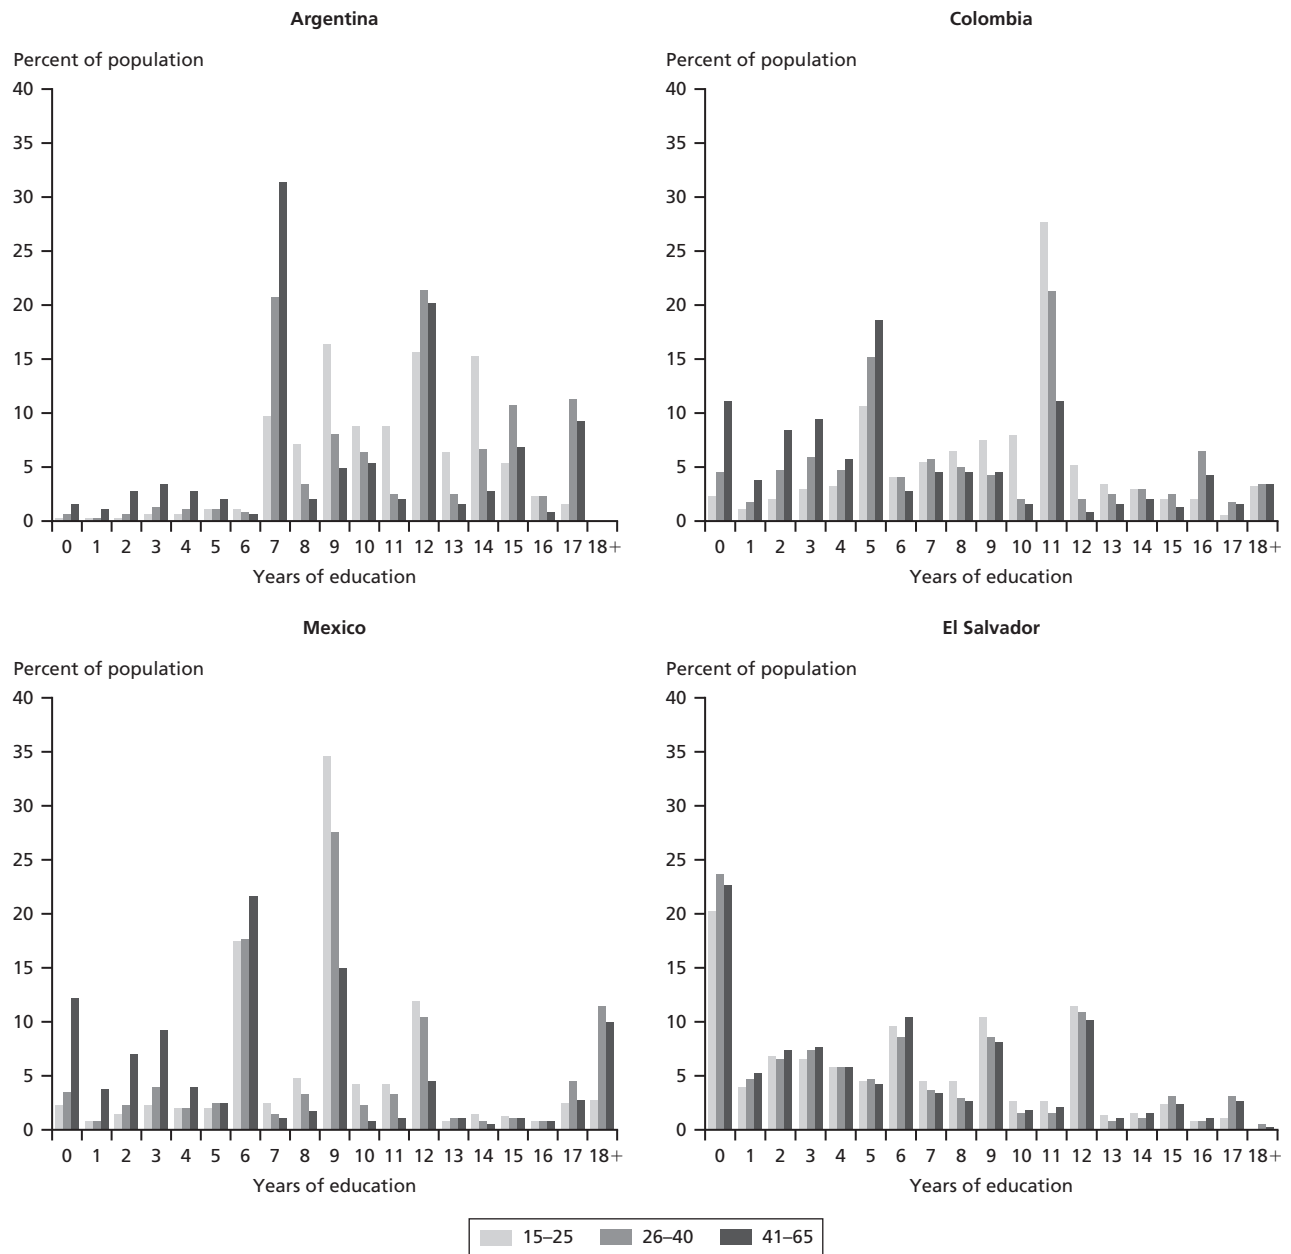 Argentina
Percent of population
40
35
30
25
20
15
10
5
0
0 1 2 3 4 5 6 7 8 9 10 11 12 13 14 15 16 17 18+
Years of education
Colombia
Percent of population
40
35
30
25
20
15
10
5
0
0 1 2 3 4 5 6 7 8 9 10 11 12 13 14 15 16 17 18+
Years of education
Mexico
Percent of population
40
35
30
25
20
15
10
5
0
0 1 2 3 4 5 6 7 8 9 10 11 12 13 14 15 16 17 18+
Years of education
El Salvador
Percent of population
40
35
30
25
20
15
10
5
0
0 1 2 3 4 5 6 7 8 9 10 11 12 13 14 15 16 17 18+
Years of education
15–25 26–40 41–65